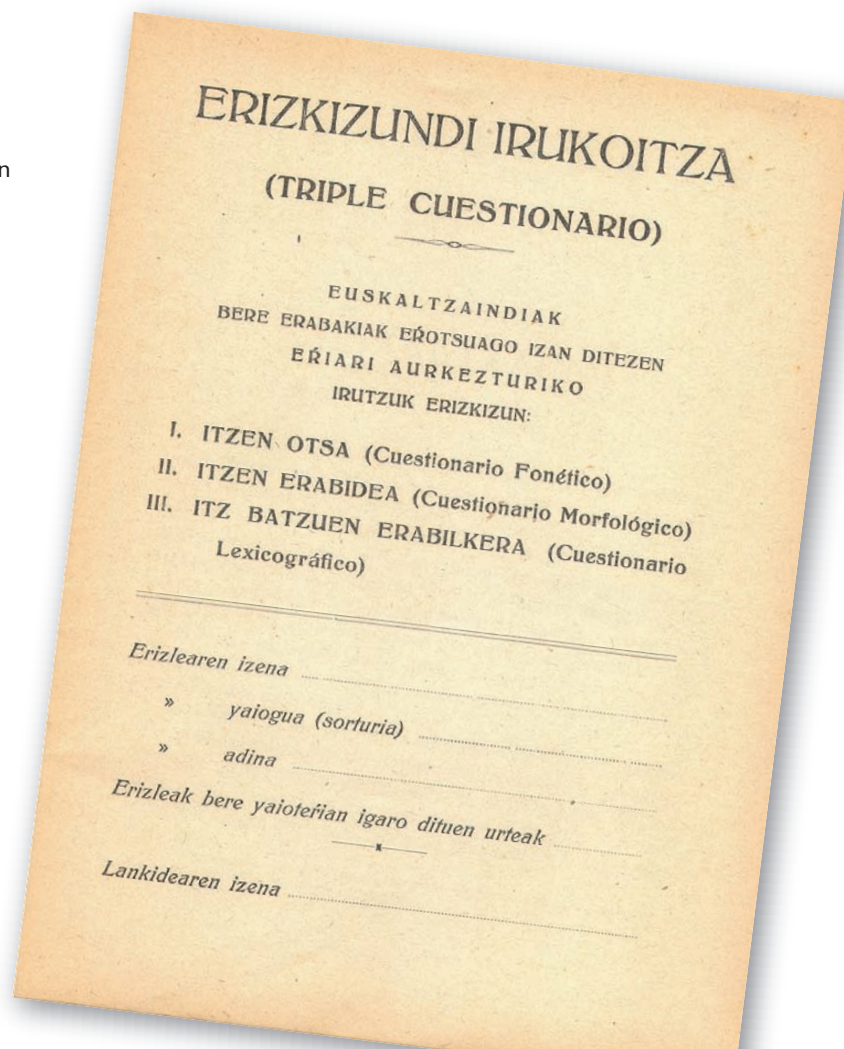 n
ERIZKIZUNDI IRUKOITZA
(TRIPLE CUESTIONARIO)
EUSKALTZAINDIAK
BERE ERABAKIAK EŔOTSUAGO IZAN DITEZEN
EŔIARI AURKEZTURIKO
IRUTZUK ERIZKIZUN:
I. ITZEN OTSA (Cuestionario Fonético)
II. ITZEN ERABIDEA (Cuestionario Morfológico)
III. ITZ BATZUEN ERABILKERA (Cuestionario
Lexicográfico)
Erizlearen izena
» yaiogua (sorturia)
» adina
Erizleak bere yaioteŕian igaro dituen urteak
Lankidearen izena